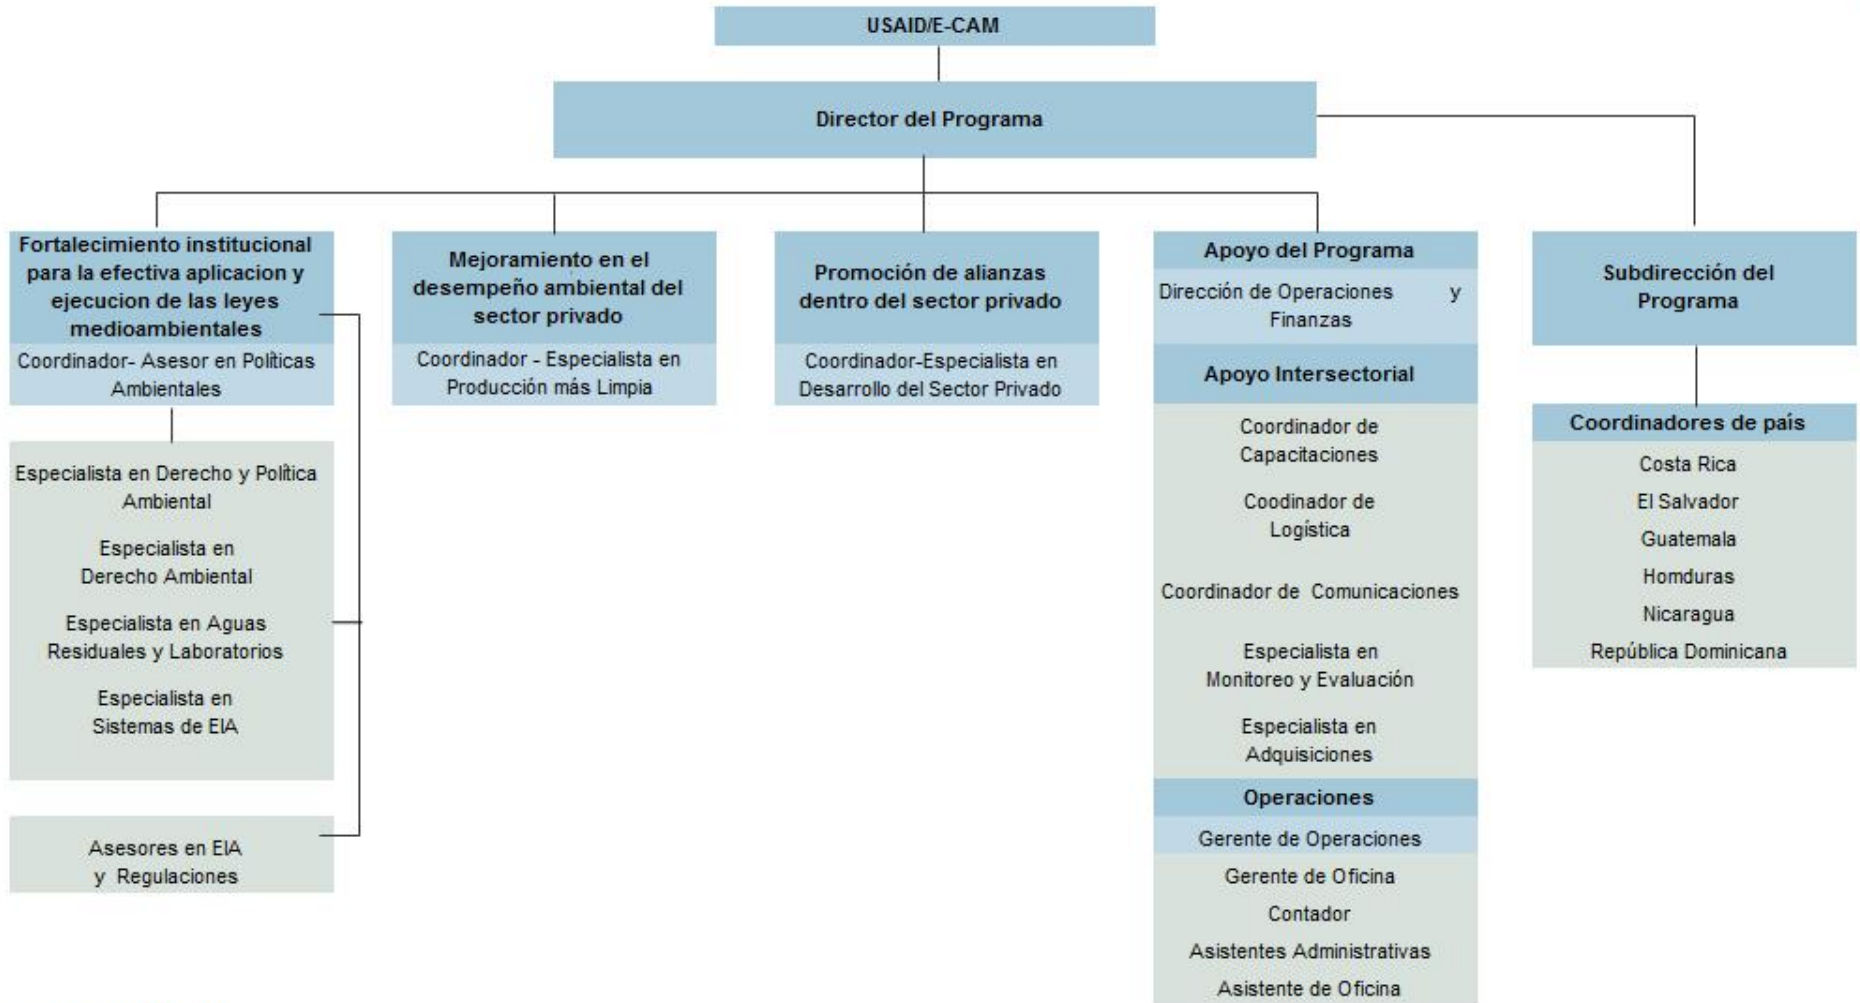 USAID/E-CAM
Director del Programa
Fortalecimiento institucional
para la efectiva aplicacion y
ejecucion de las leyes
medioambientales
Coordinador- Asesor en Políticas
Ambientales
Especialista en Derecho y Política
Ambiental
Especialista en
Derecho Ambiental
Especialista en Aguas
Residuales y Laboratorios
Especialista en
Sistemas de EIA
Asesores en EIA
y Regulaciones
Mejoramiento en el
desempeño ambiental del
sector privado
Coordinador - Especialista en
Producción más Limpia
Promoción de alianzas
dentro del sector privado
Coordinador-Especialista en
Desarrollo del Sector Privado
Apoyo del Programa
Dirección de Operaciones y
Finanzas
Apoyo Intersectorial
Coordinador de
Capacitaciones
Coodinador de
Logística
Coordinador de Comunicaciones
Especialista en
Monitoreo y Evaluación
Especialista en
Adquisiciones
Operaciones
Gerente de Operaciones
Gerente de Oficina
Contador
Asistentes Administrativas
Asistente de Oficina
Subdirección del
Programa
Coordinadores de país
Costa Rica
El Salvador
Guatemala
Homduras
Nicaragua
República Dominicana